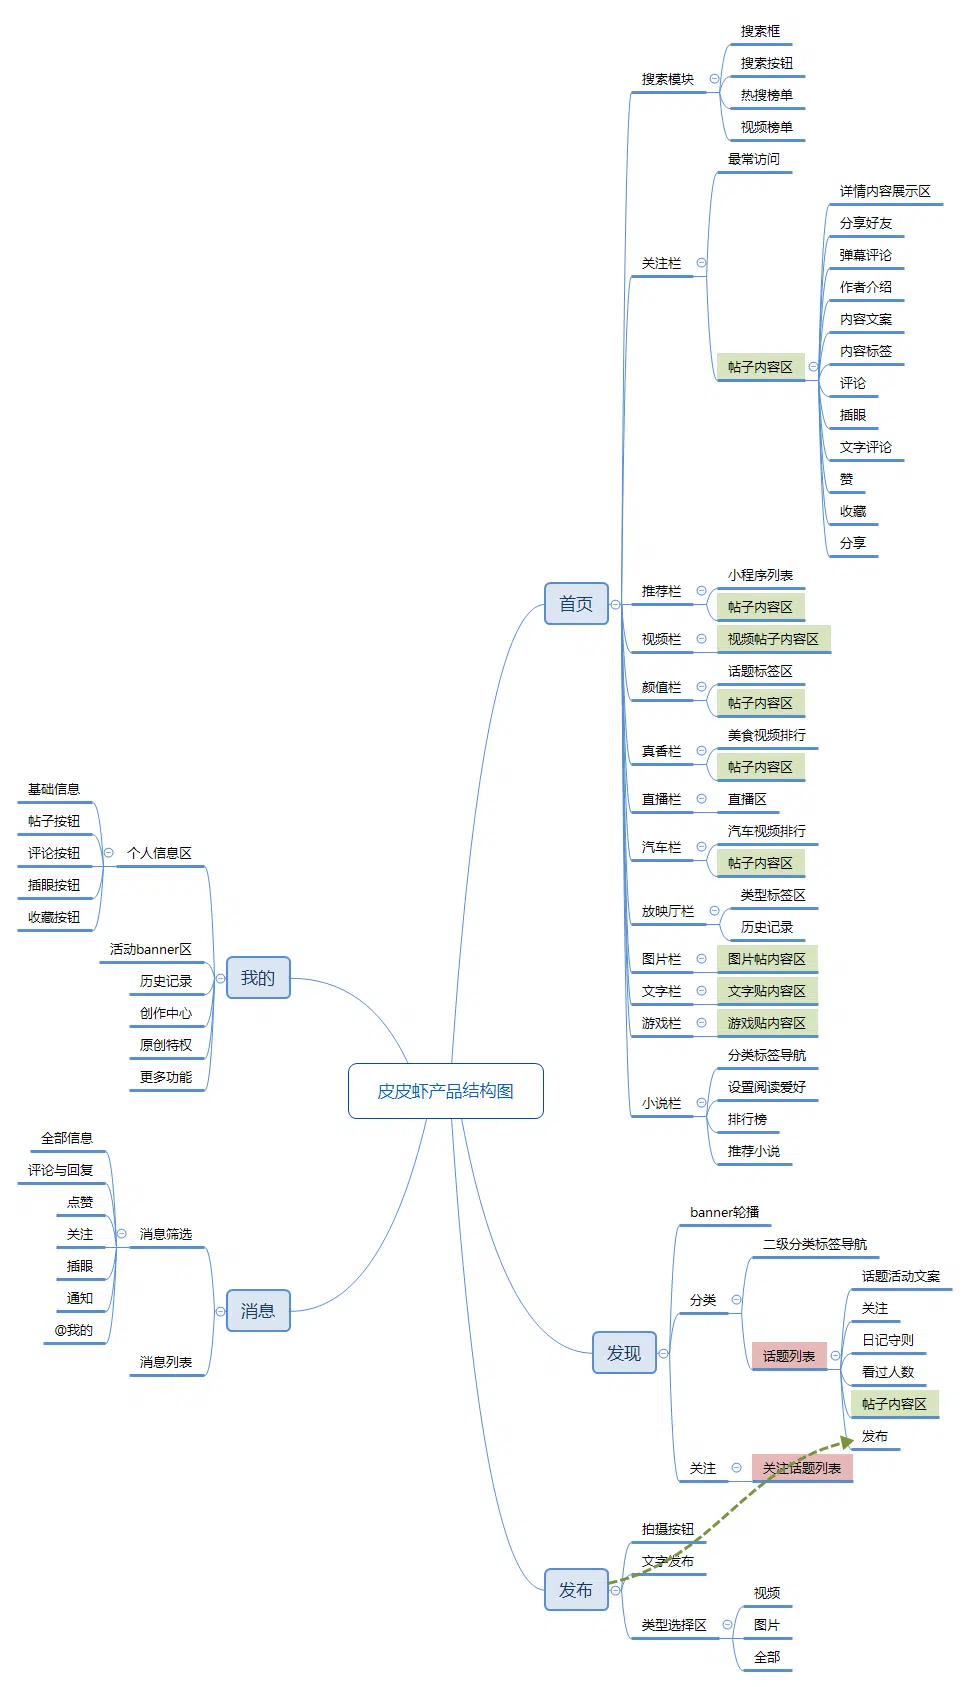 皮皮虾产品结构图
首页
搜索模块
搜索框
搜索按钮
热搜榜单
视频榜单
关注栏
最常访问
帖子内容区
详情内容展示区
分享好友
弹幕评论
作者介绍
内容文案
内容标签
评论
插眼
文字评论
赞
收藏
分享
推荐栏
小程序列表
帖子内容区
视频栏
视频帖子内容区
颜值栏
话题标签区
帖子内容区
真香栏
美食视频排行
帖子内容区
直播栏
直播区
汽车栏
汽车视频排行
帖子内容区
放映厅栏
类型标签区
历史记录
图片栏
图片帖内容区
文字栏
文字贴内容区
游戏栏
游戏贴内容区
小说栏
分类标签导航
设置阅读爱好
排行榜
推荐小说
发现
banner轮播
分类
二级分类标签导航
话题列表
话题活动文案
关注
日记守则
看过人数
帖子内容区
发布
关注
关注话题列表
发布
拍摄按钮
文字发布
类型选择区
视频
图片
全部
我的
个人信息区
基础信息
帖子按钮
评论按钮
插眼按钮
收藏按钮
活动banner区
历史记录
创作中心
原创特权
更多功能
消息
消息筛选
全部信息
评论与回复
点赞
关注
插眼
通知
@我的
消息列表